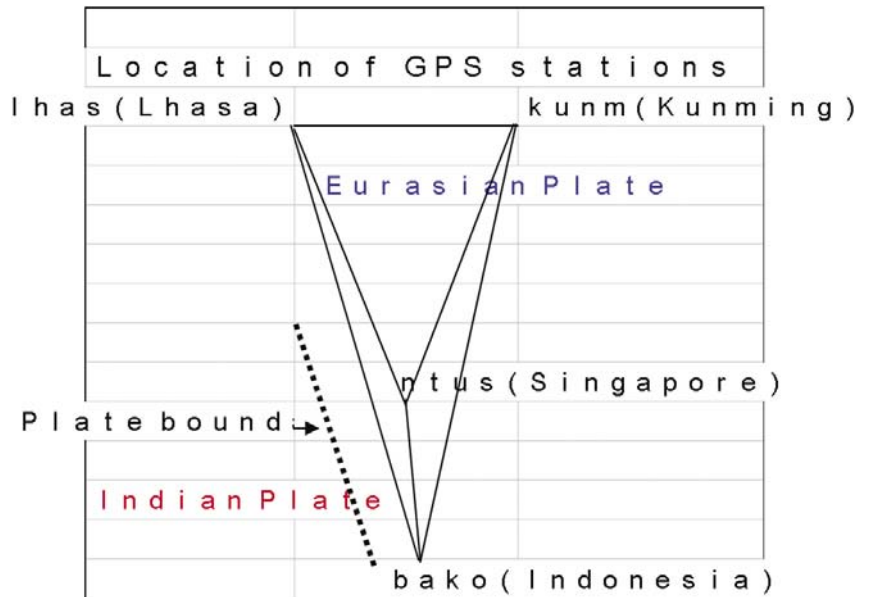 Location of GPS stations
lhas(Lhasa) kunm(Kunming)
Eurasian Plate
ntus(Singapore)
Plate bound
Indian Plate
bako(Indonesia)